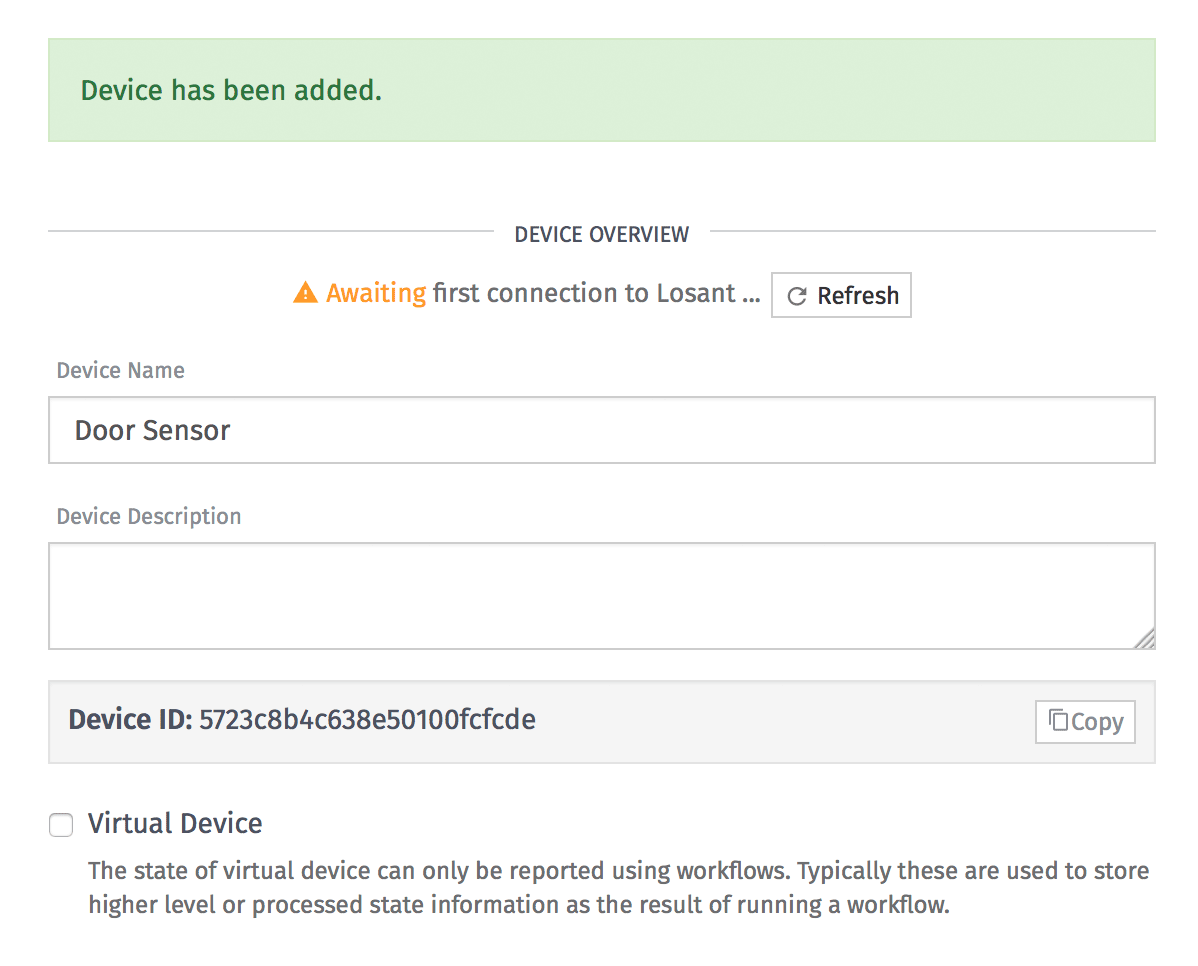 Device has been added.
DEVICE OVERVIEW
Awaiting first connection to Losant ... Refresh
Device Name
Door Sensor
Device Description
Device ID: 5723c8b4c638e50100fcfcde Copy
Virtual Device
The state of virtual device can only be reported using workflows. Typically these are used to store
higher level or processed state information as the result of running a workflow.